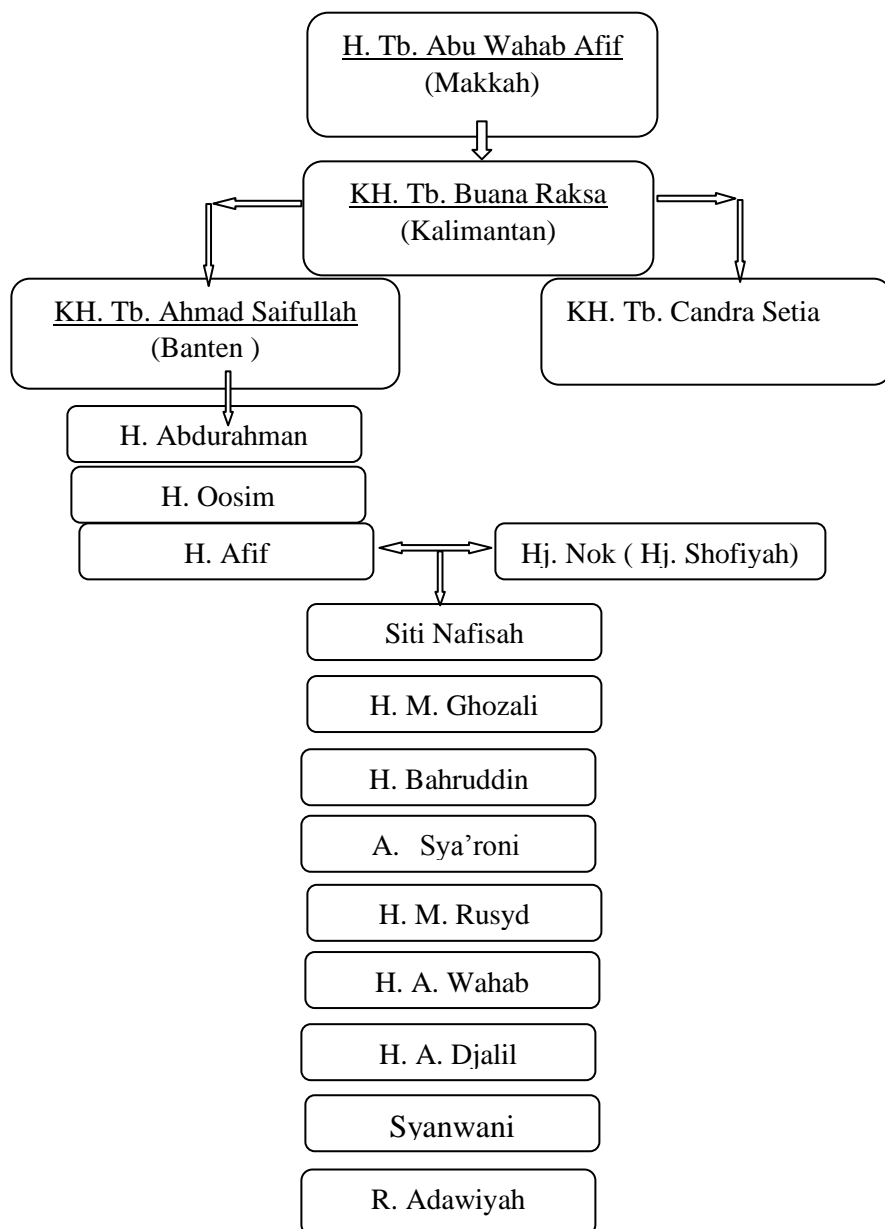 H. Tb. Abu Wahab Afif
(Makkah)
KH. Tb. Buana Raksa
(Kalimantan)
KH. Tb. Ahmad Saifullah
(Banten )
KH. Tb. Candra Setia
H. Abdurahman
H. Oosim
H. Afif
Hj. Nok ( Hj. Shofiyah)
Siti Nafisah
H. M. Ghozali
H. Bahruddin
A. Sya’roni
H. M. Rusyd
H. A. Wahab
H. A. Djalil
Syanwani
R. Adawiyah